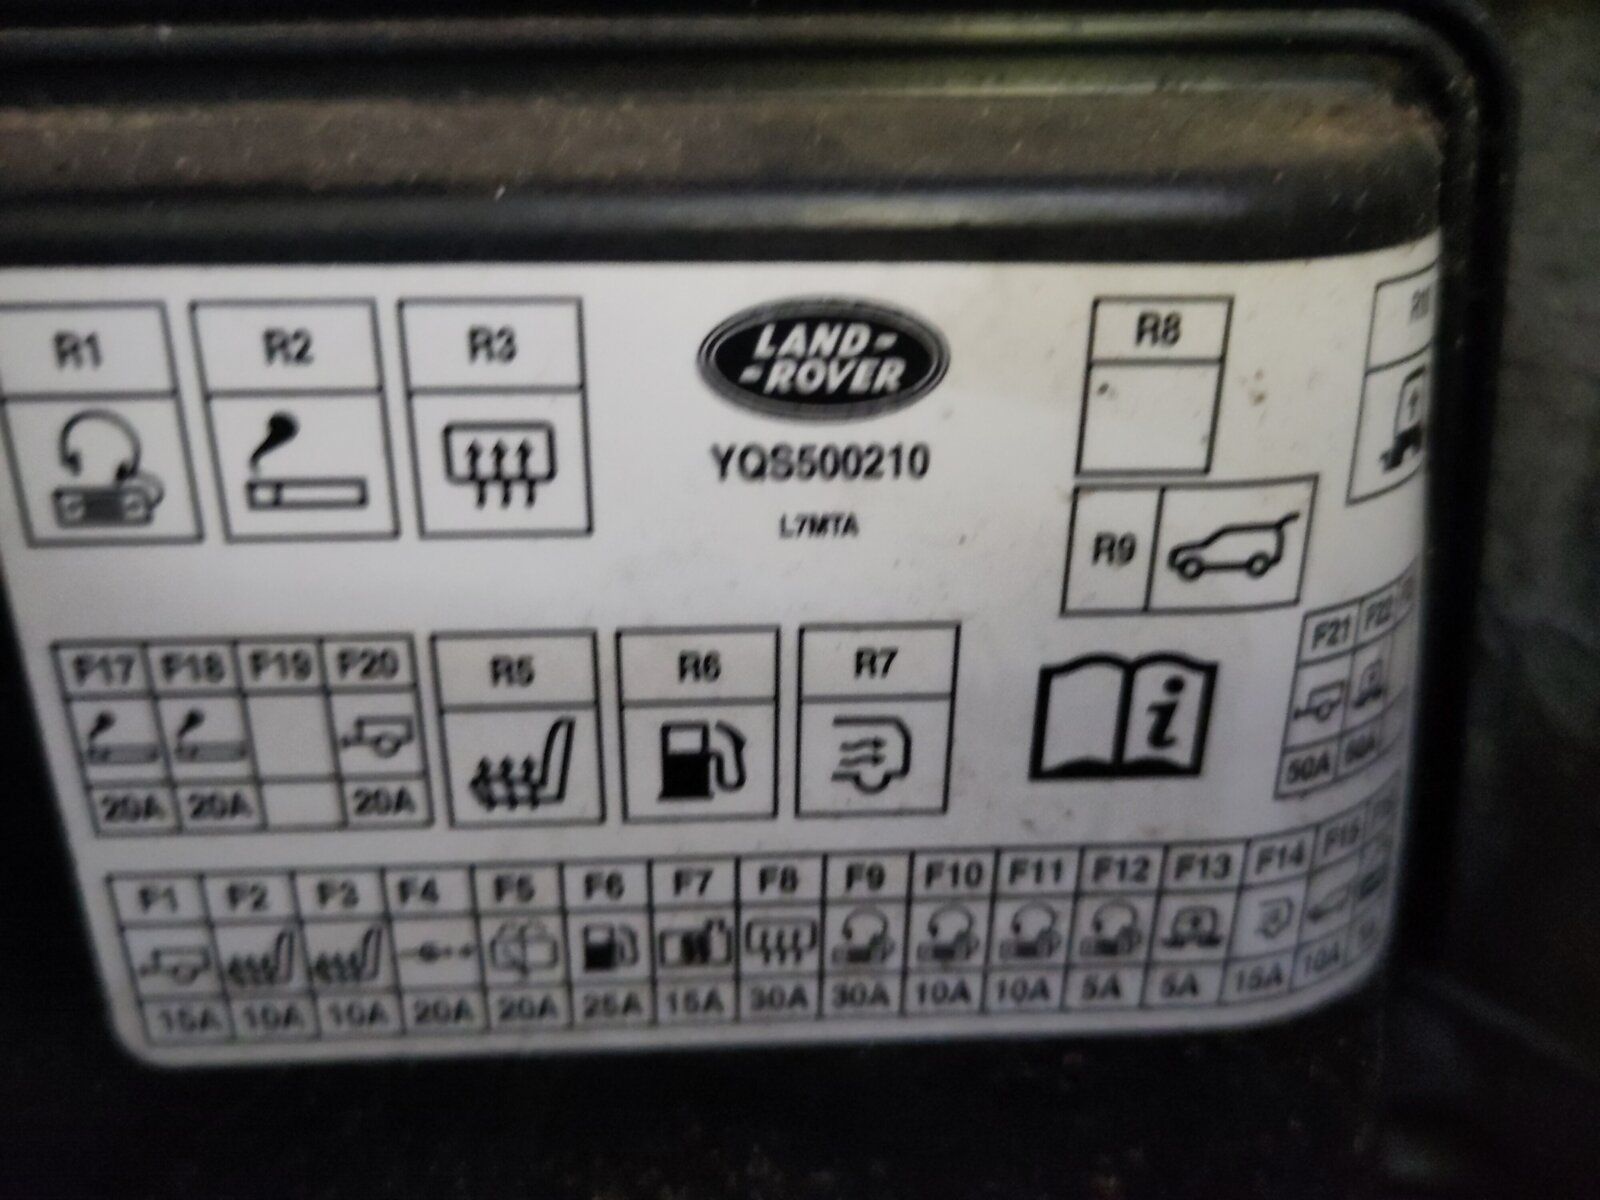 R1 R2 R3 LAND- R8
-ROVER
YQS500210
L7MTA
R9
F17 F18 F19 F20 R5 R6 R7 F21 F22
i
20A 20A 20A 50A
F1 F2 F3 F4 F5 F6 F7 F8 F9 F10 F11 F12 F13 F14 F15
15A 10A 10A 20A 20A 25A 15A 30A 30A 10A 10A 5A 5A 15A 10A